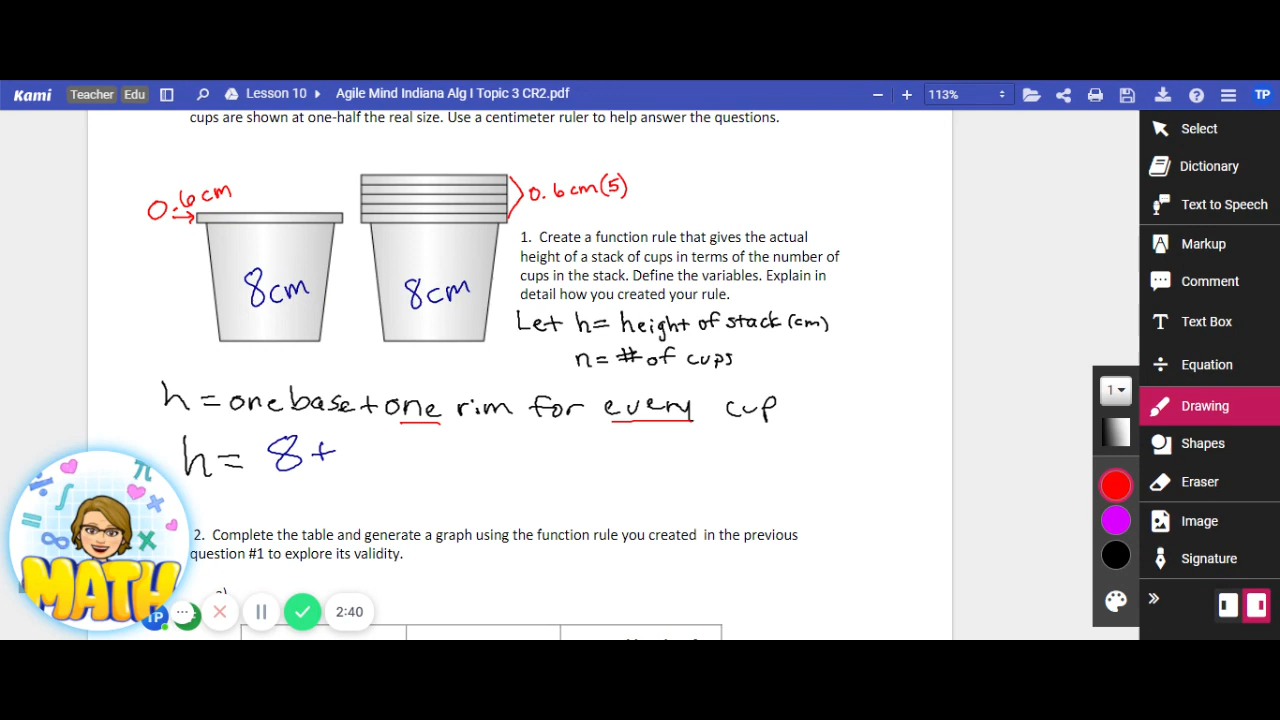 Kami Teacher Edu Lesson 10 Agile Mind Indiana Alg I Topic 3 CR2.pdf 113% TP
cups are shown at one-half the real size. Use a centimeter ruler to help answer the questions.
0.6cm
0.6cm(5)
8cm
8cm
1. Create a function rule that gives the actual
height of a stack of cups in terms of the number of
cups in the stack. Define the variables. Explain in
detail how you created your rule.
Let h= height of stack (cm)
n= # of cups
h = one base + one rim for every cup
h= 8+
2. Complete the table and generate a graph using the function rule you created in the previous
question #1 to explore its validity.
MATH
TP
2:40
Select
Dictionary
Text to Speech
Markup
Comment
Text Box
Equation
1
Drawing
Shapes
Eraser
Image
Signature